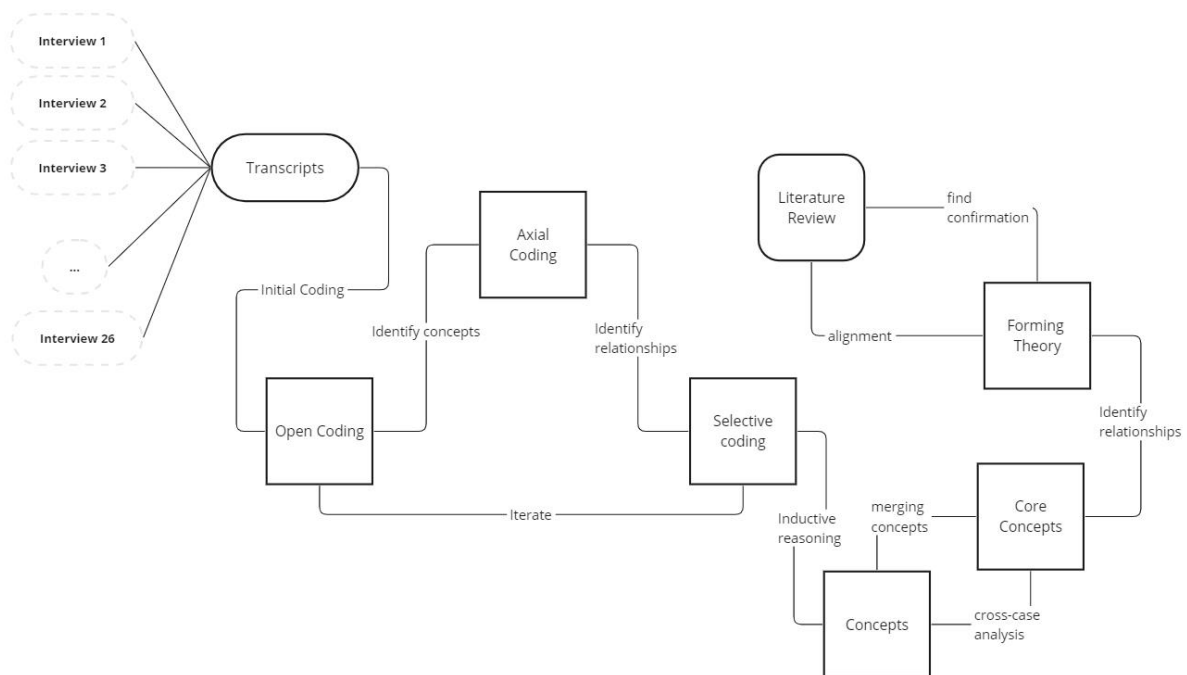 Interview 1
Interview 2
Interview 3
...
Interview 26
Transcripts
Initial Coding
Open Coding
Identify concepts
Axial
Coding
Identify
relationships
Selective
coding
Iterate
Inductive
reasoning
Concepts
merging
concepts
cross-case
analysis
Core
Concepts
Identify
relationships
Forming
Theory
alignment
find
confirmation
Literature
Review